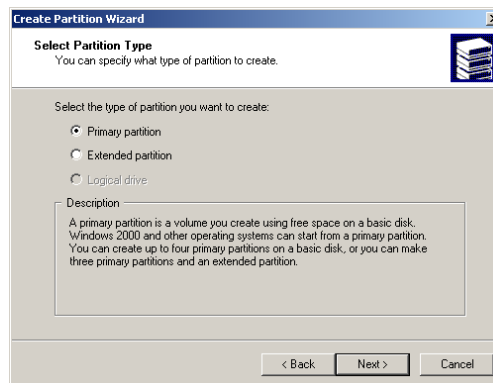 Create Partition Wizard
Select Partition Type
You can specify what type of partition to create.
Select the type of partition you want to create:
Primary partition
Extended partition
Logical drive
Description
A primary partition is a volume you create using free space on a basic disk.
Windows 2000 and other operating systems can start from a primary partition.
You can create up to four primary partitions on a basic disk, or you can make
three primary partitions and an extended partition.
< Back
Next >
Cancel